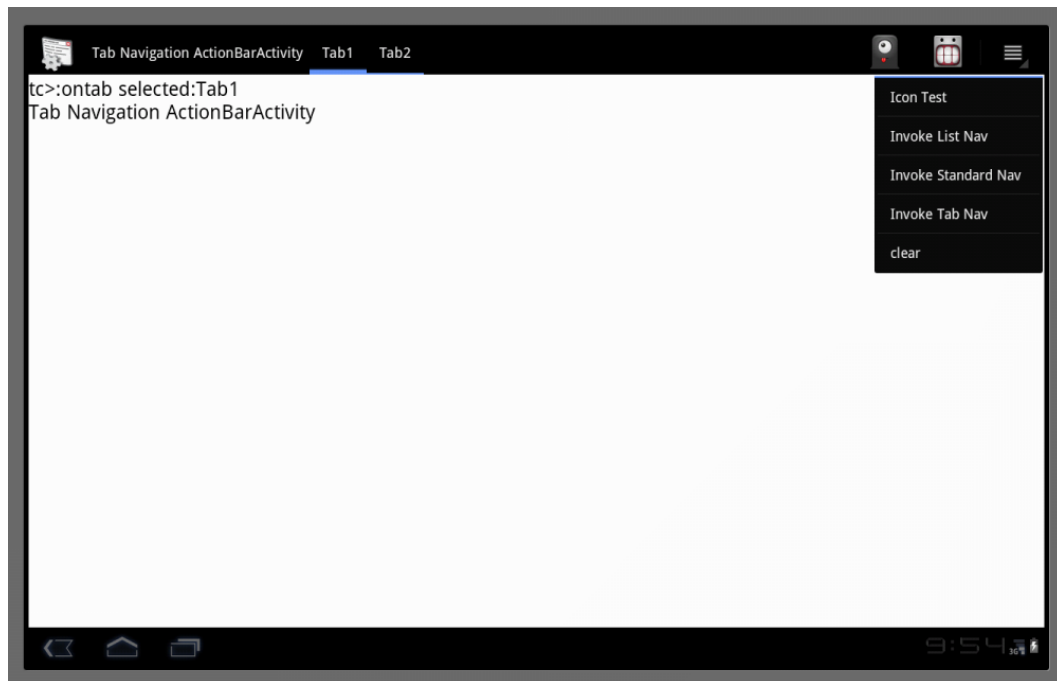 Tab Navigation ActionBarActivity Tab1 Tab2
tc>:ontab selected:Tab1
Tab Navigation ActionBarActivity
Icon Test
Invoke List Nav
Invoke Standard Nav
Invoke Tab Nav
clear
9:54 3G